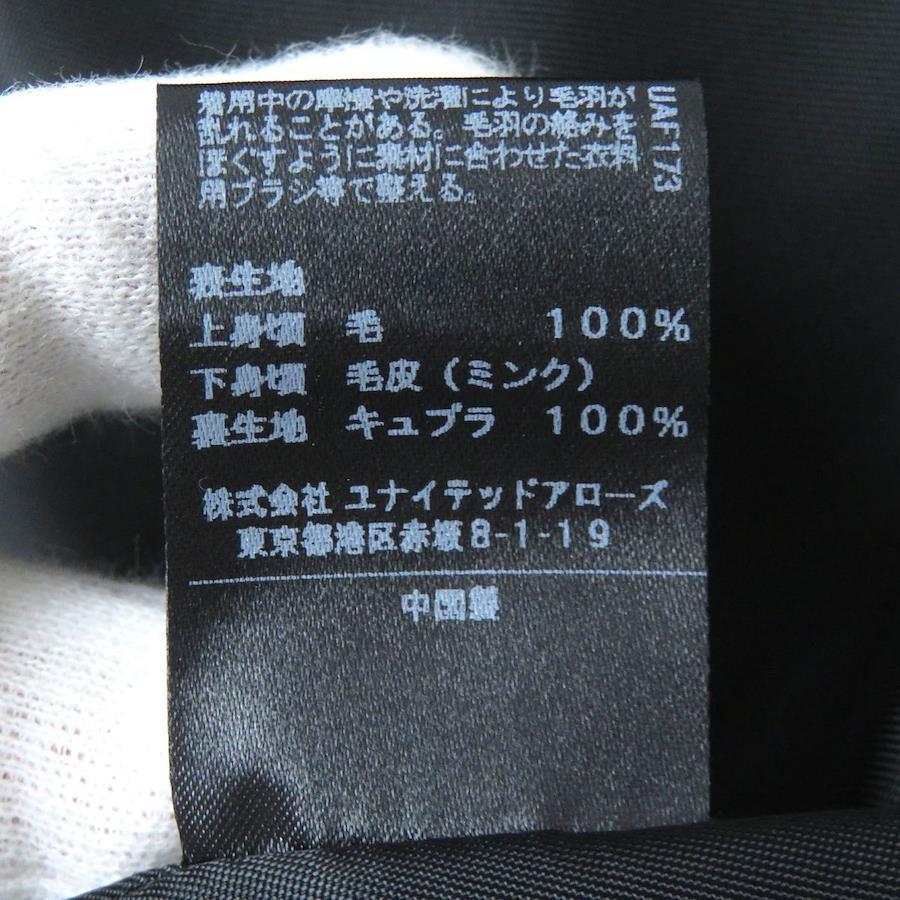 着用中の摩擦や洗濯により毛羽が
乱れることがある。毛羽の絡みを
ほぐすように素材に合わせた衣料
用ブラシ等で整える。
UAF173
表生地
上身頃 毛 100%
下身頃 毛皮(ミンク)
裏生地 キュプラ 100%
株式会社 ユナイテッドアローズ
東京都港区赤坂8-1-19
中国製